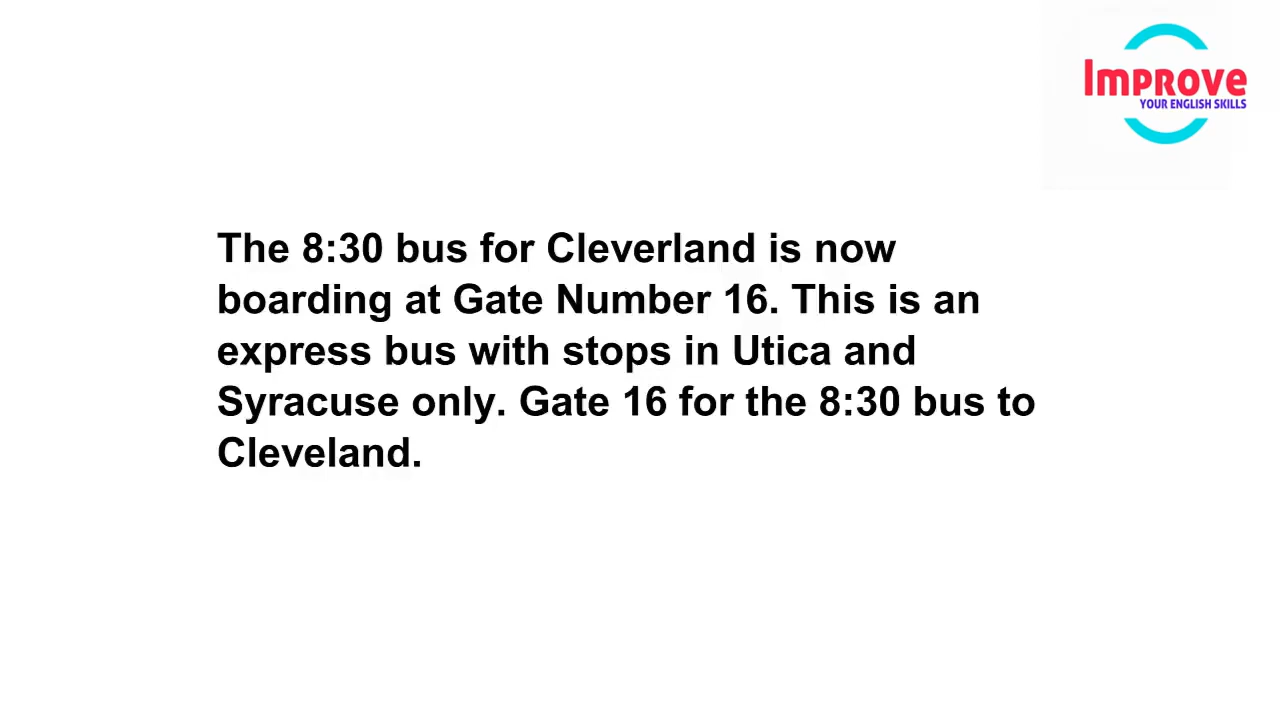 Improve
YOUR ENGLISH SKILLS
The 8:30 bus for Cleverland is now
boarding at Gate Number 16. This is an
express bus with stops in Utica and
Syracuse only. Gate 16 for the 8:30 bus to
Cleveland.